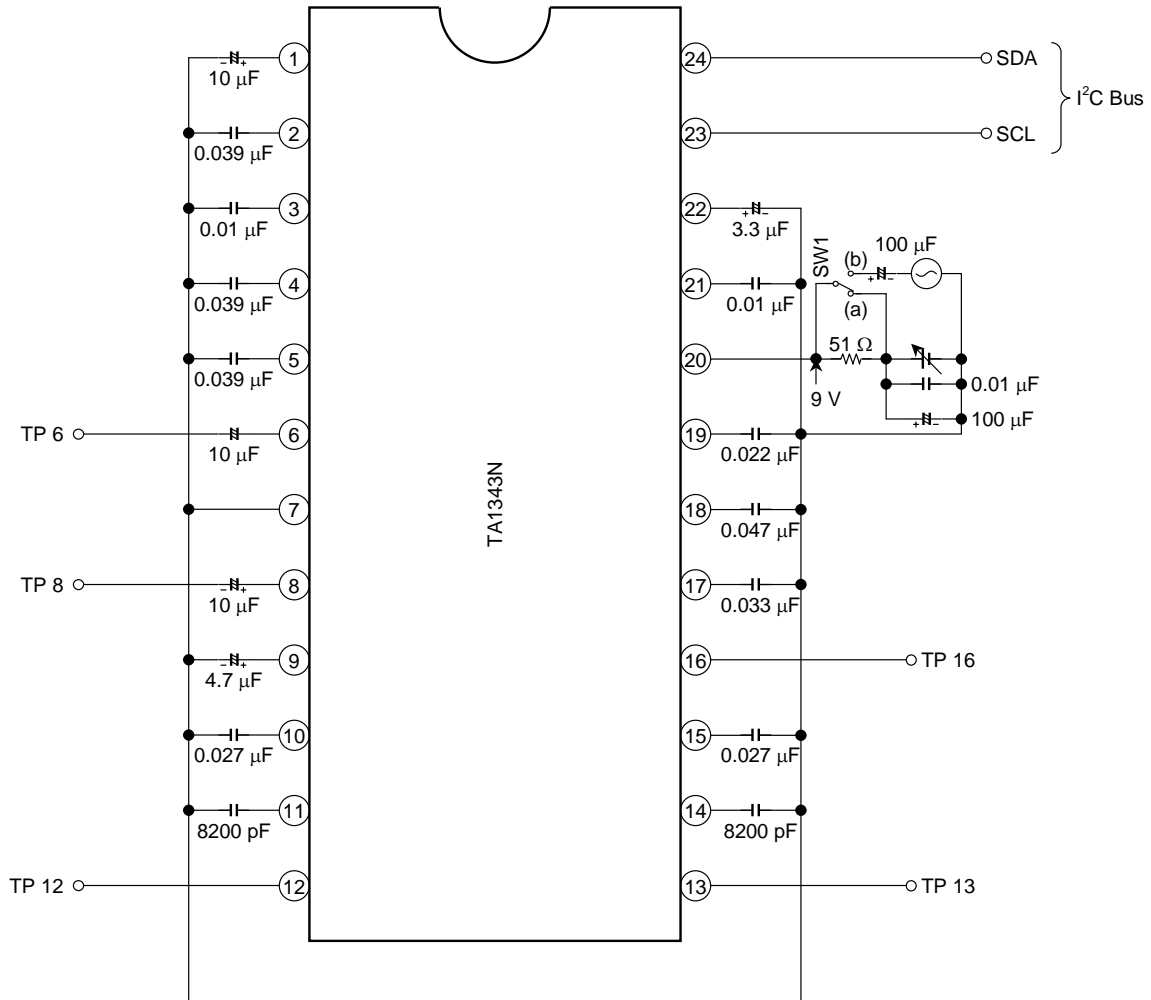 1
24
SDA
10 μF
I²C Bus
2
23
SCL
0.039 μF
3
22
0.01 μF
3.3 μF
SW1
(b)
100 μF
4
21
0.039 μF
0.01 μF
(a)
5
20
51 Ω
0.039 μF
9 V
0.01 μF
100 μF
TP 6
6
19
10 μF
0.022 μF
TA1343N
7
18
0.047 μF
TP 8
8
17
10 μF
0.033 μF
9
16
TP 16
4.7 μF
10
15
0.027 μF
0.027 μF
11
14
8200 pF
8200 pF
TP 12
12
13
TP 13